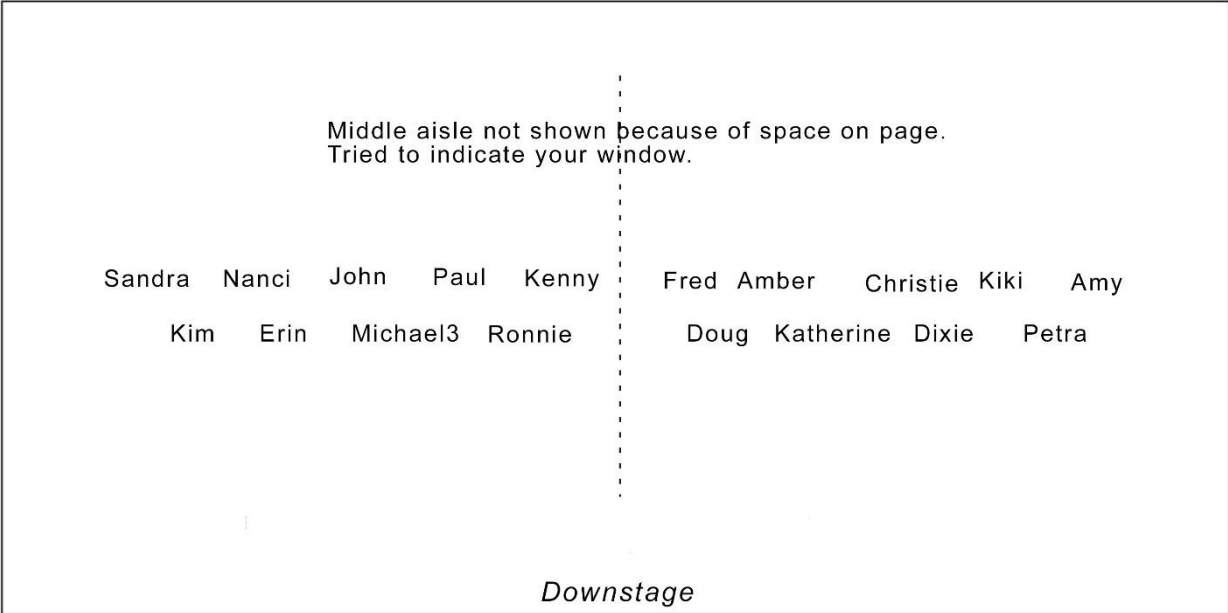 Middle aisle not shown because of space on page.
Tried to indicate your window.
Sandra Nanci John Paul Kenny Fred Amber Christie Kiki Amy
Kim Erin Michael3 Ronnie Doug Katherine Dixie Petra
Downstage